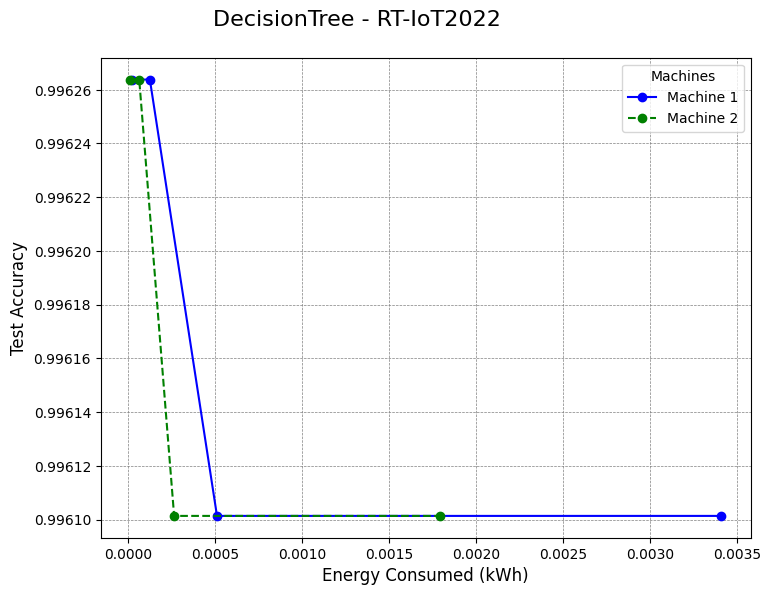 DecisionTree - RT-IoT2022
Machines
Machine 1
Machine 2
0.99626
0.99624
0.99622
0.99620
0.99618
0.99616
0.99614
0.99612
0.99610
Test Accuracy
0.0000 0.0005 0.0010 0.0015 0.0020 0.0025 0.0030 0.0035
Energy Consumed (kWh)